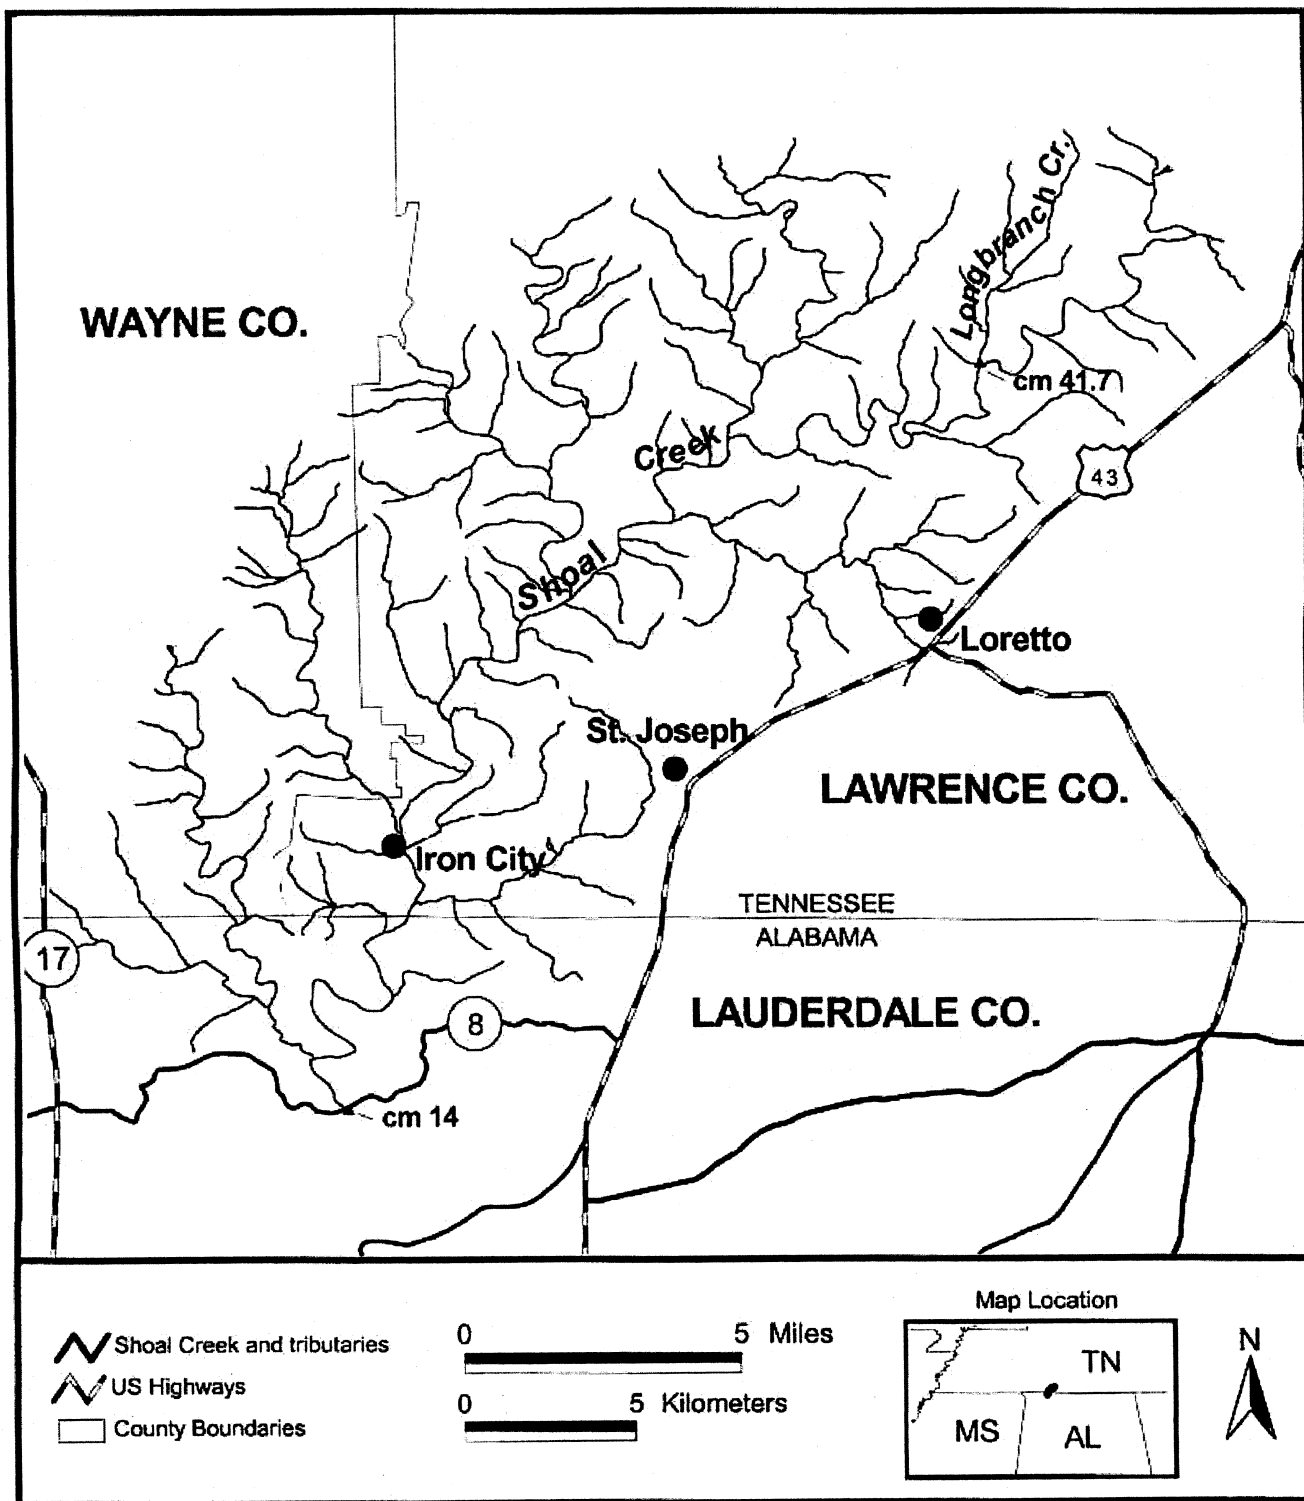 Longbranch Cr.
WAYNE CO.
cm 41.7
Creek
43
Shoal
Loretto
St. Joseph
LAWRENCE CO.
Iron City
TENNESSEE
ALABAMA
17
LAUDERDALE CO.
8
cm 14
Map Location
Shoal Creek and tributaries
US Highways
County Boundaries
0 5 Miles
0 5 Kilometers
TN
MS
AL
N